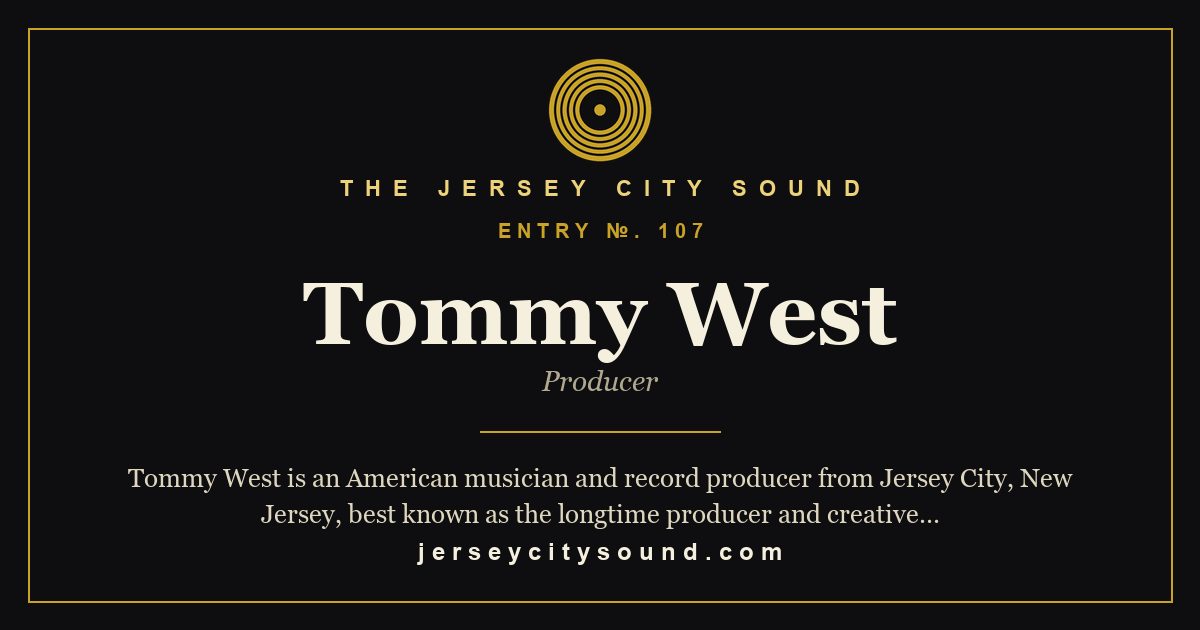 THE JERSEY CITY SOUND
ENTRY №. 107
Tommy West
Producer
Tommy West is an American musician and record producer from Jersey City, New
Jersey, best known as the longtime producer and creative...
jerseycitysound.com